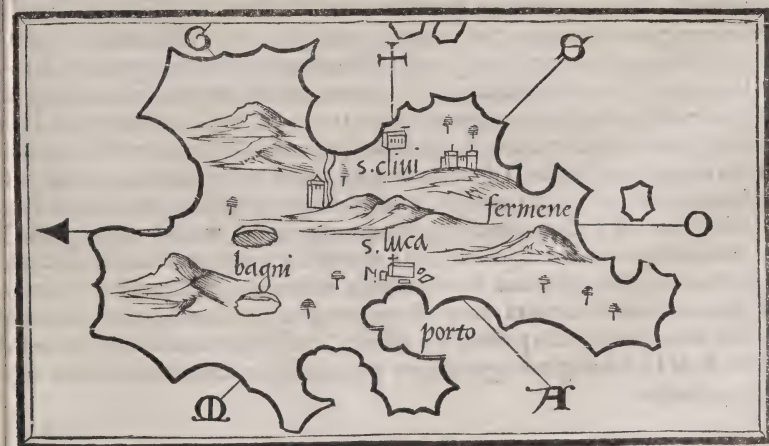 G
S
s. cliui
fermene
O
s. luca
bagni
porto
M
A